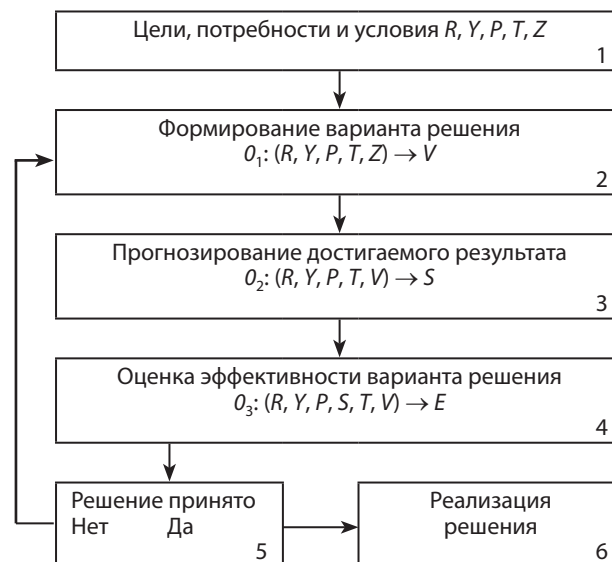 Цели, потребности и условия R, Y, P, T, Z
1
Формирование варианта решения
0₁: (R, Y, P, T, Z) → V
2
Прогнозирование достигаемого результата
0₂: (R, Y, P, T, V) → S
3
Оценка эффективности варианта решения
0₃: (R, Y, P, S, T, V) → E
4
Решение принято
Нет Да
5
Реализация
решения
6